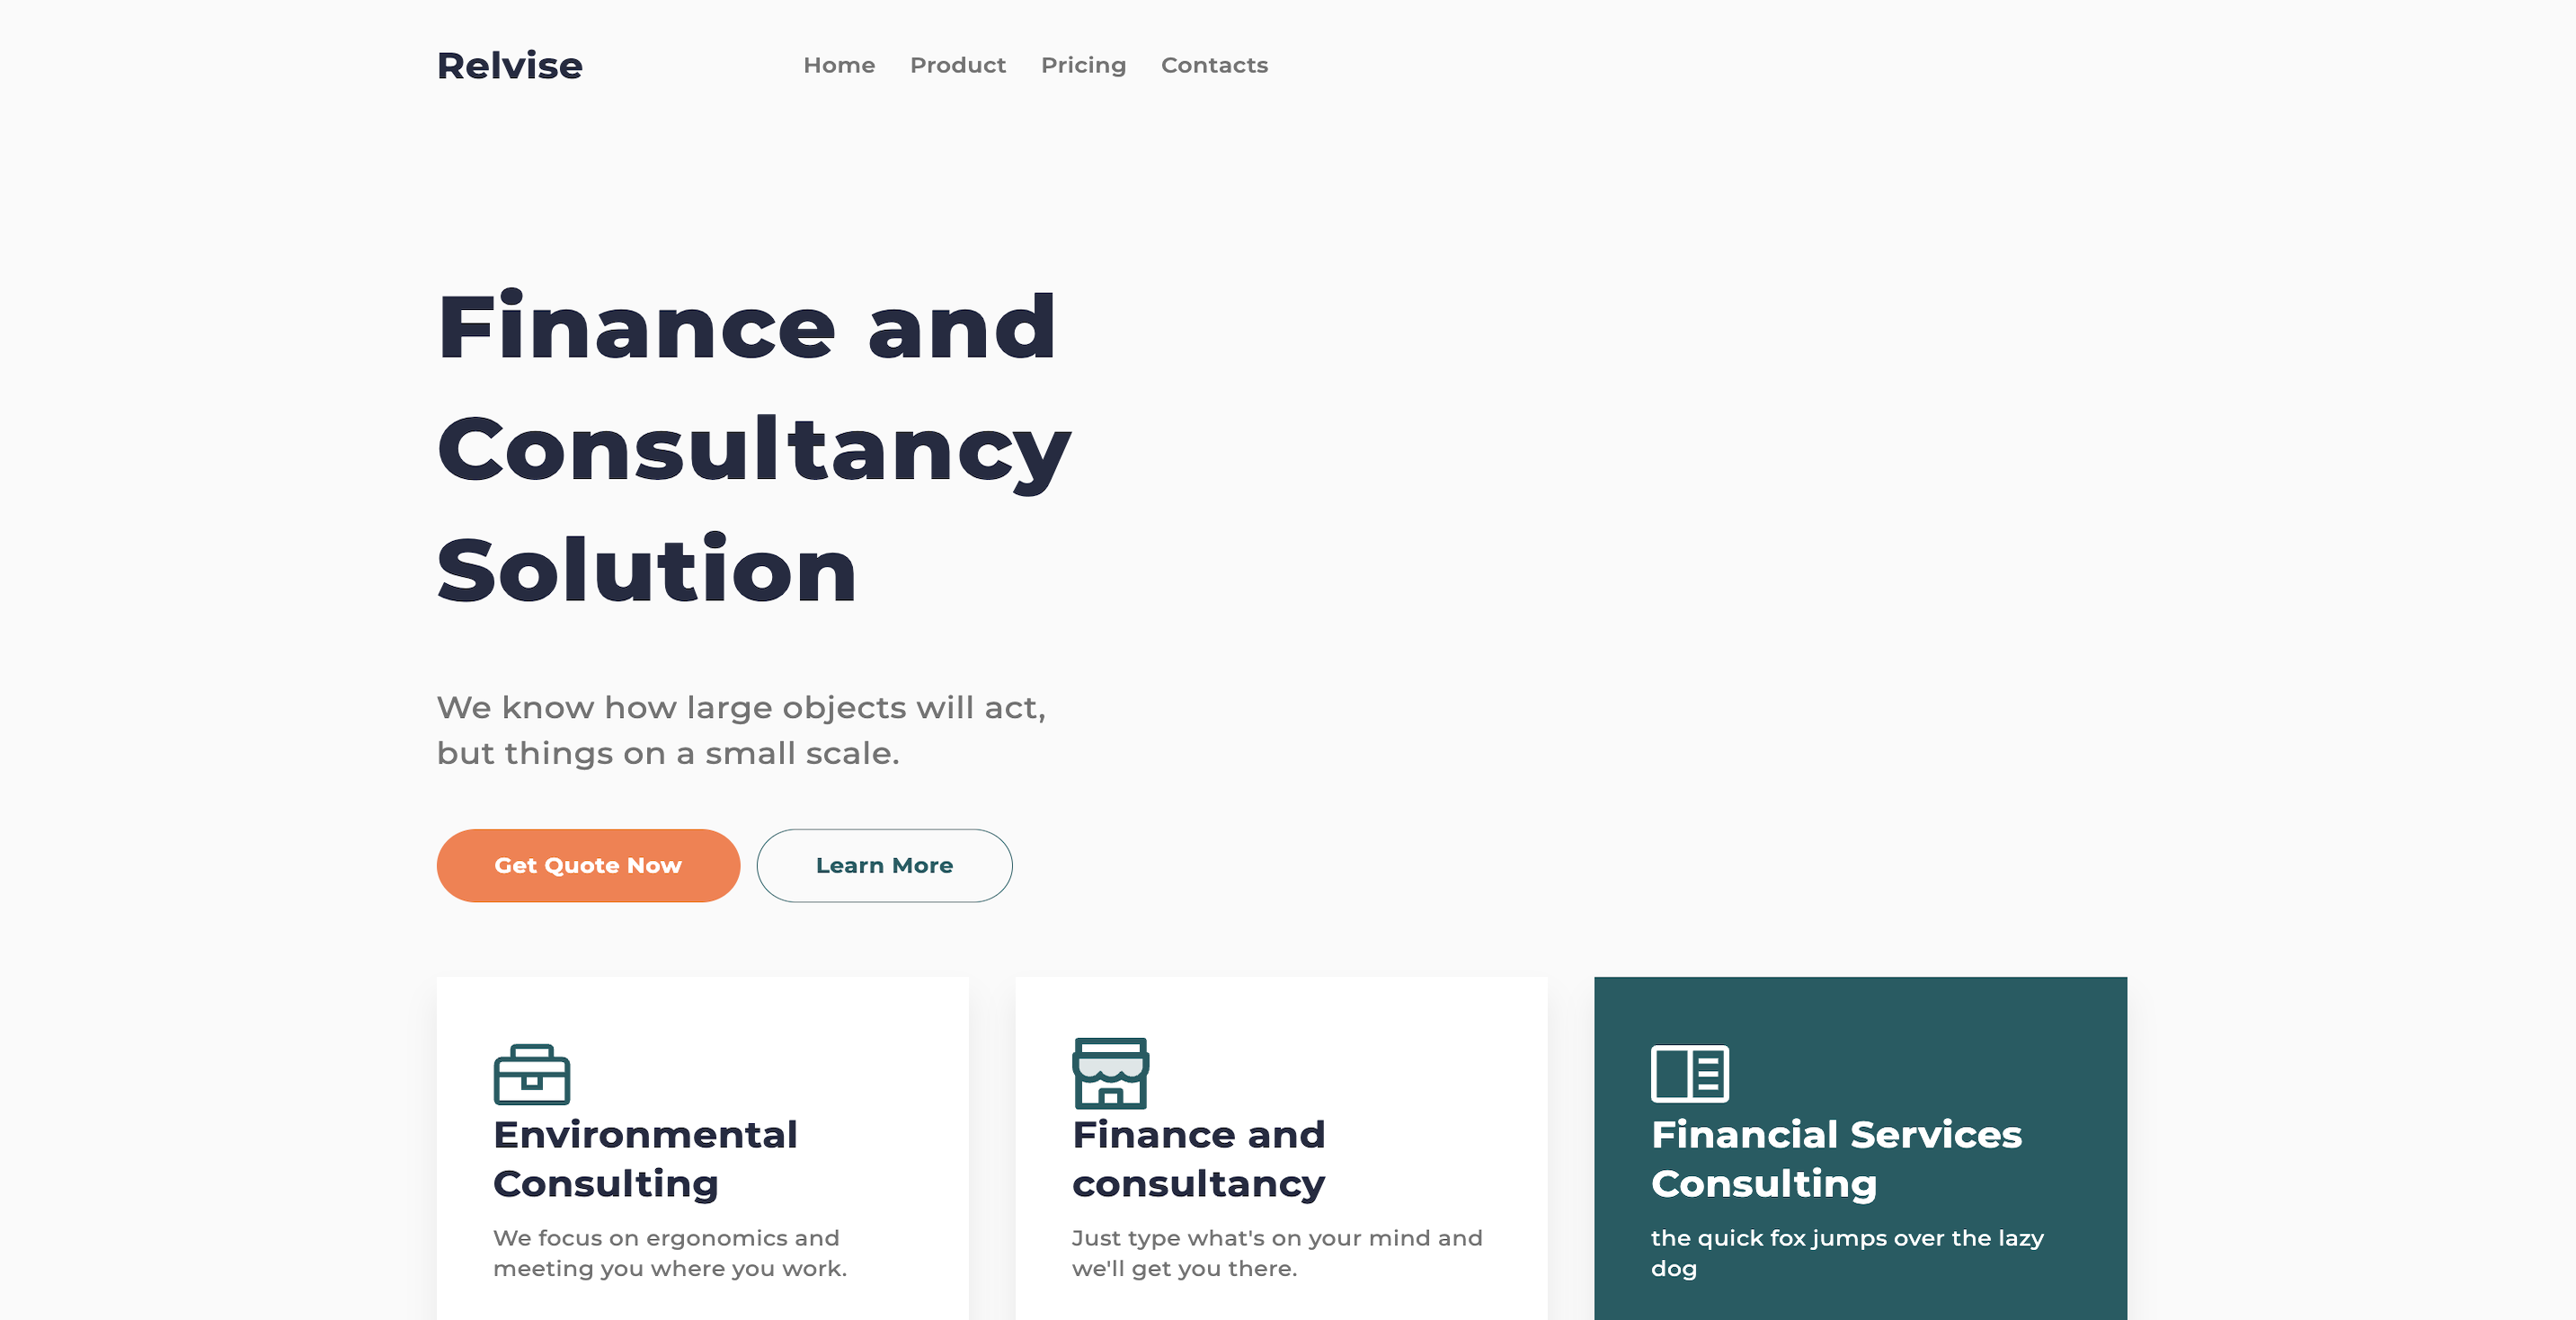 Relvise
Home Product Pricing Contacts
Finance and
Consultancy
Solution
We know how large objects will act,
but things on a small scale.
Get Quote Now Learn More
Environmental
Consulting
We focus on ergonomics and
meeting you where you work.
Finance and
consultancy
Just type what's on your mind and
we'll get you there.
Financial Services
Consulting
the quick fox jumps over the lazy
dog